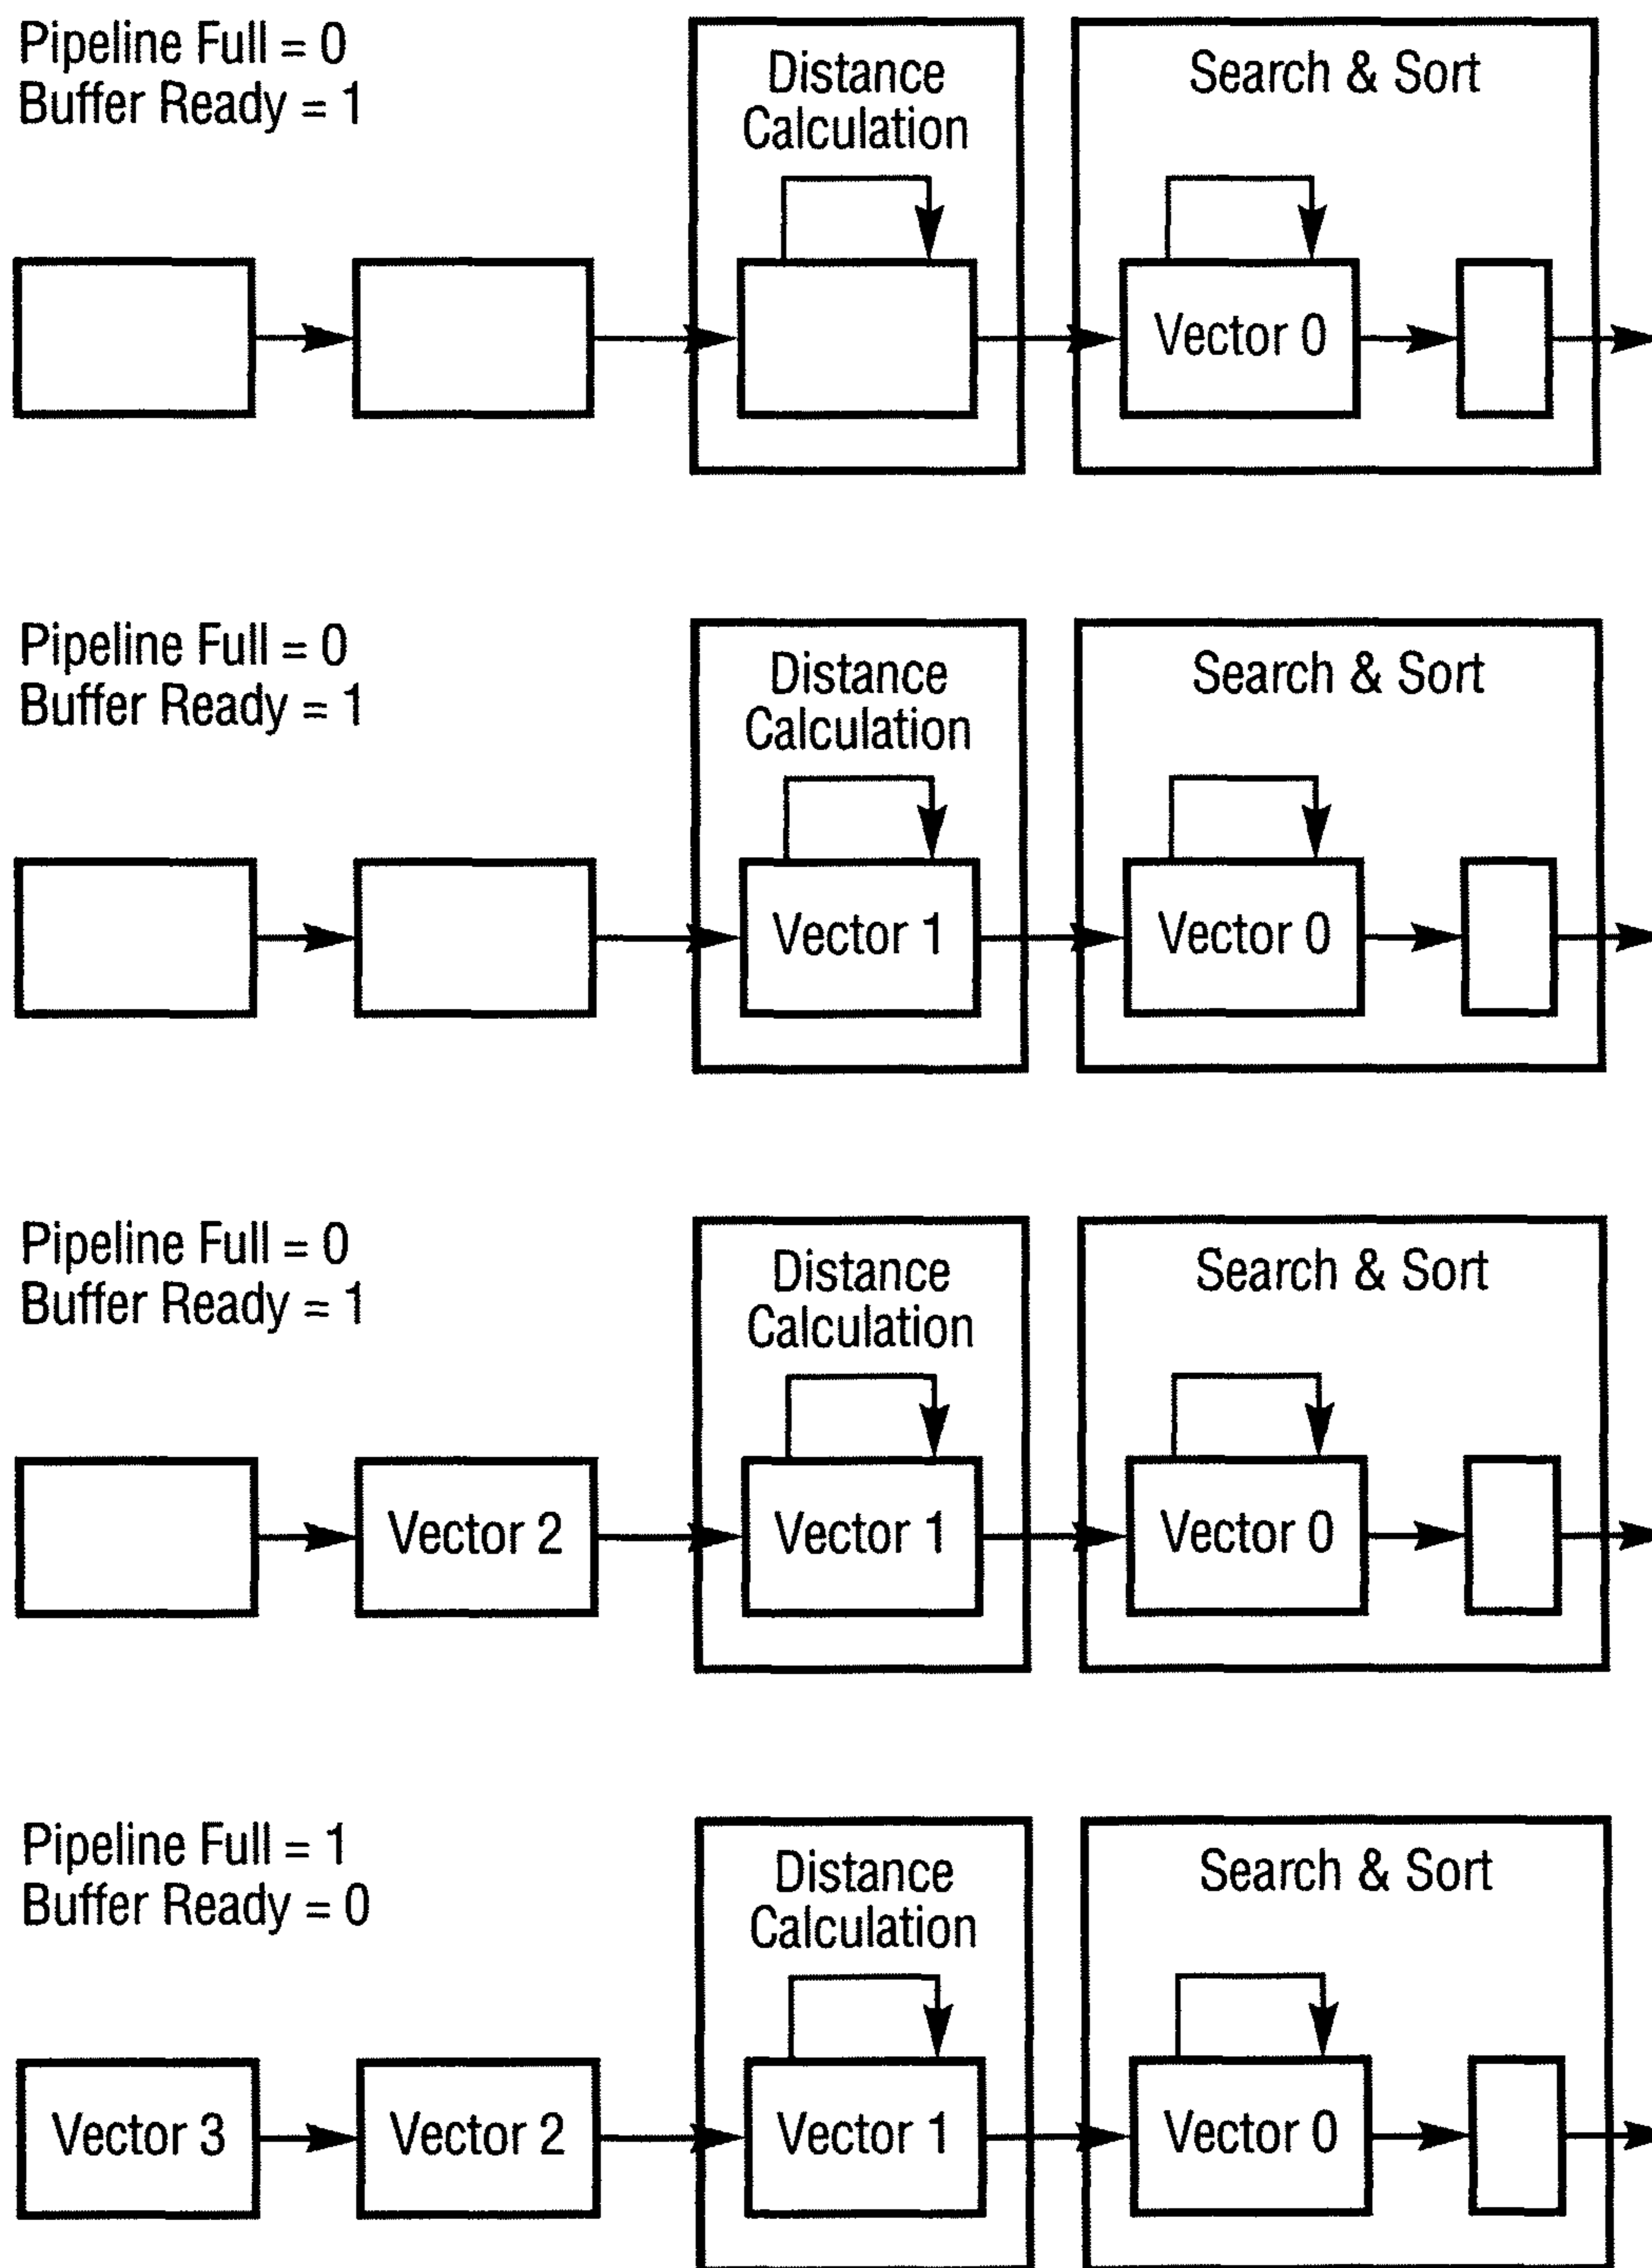 Pipeline Full = 0
Buffer Ready = 1
Distance
Calculation
Search & Sort
Vector 0
Pipeline Full = 0
Buffer Ready = 1
Distance
Calculation
Search & Sort
Vector 1
Vector 0
Pipeline Full = 0
Buffer Ready = 1
Distance
Calculation
Search & Sort
Vector 2
Vector 1
Vector 0
Pipeline Full = 1
Buffer Ready = 0
Distance
Calculation
Search & Sort
Vector 3
Vector 2
Vector 1
Vector 0